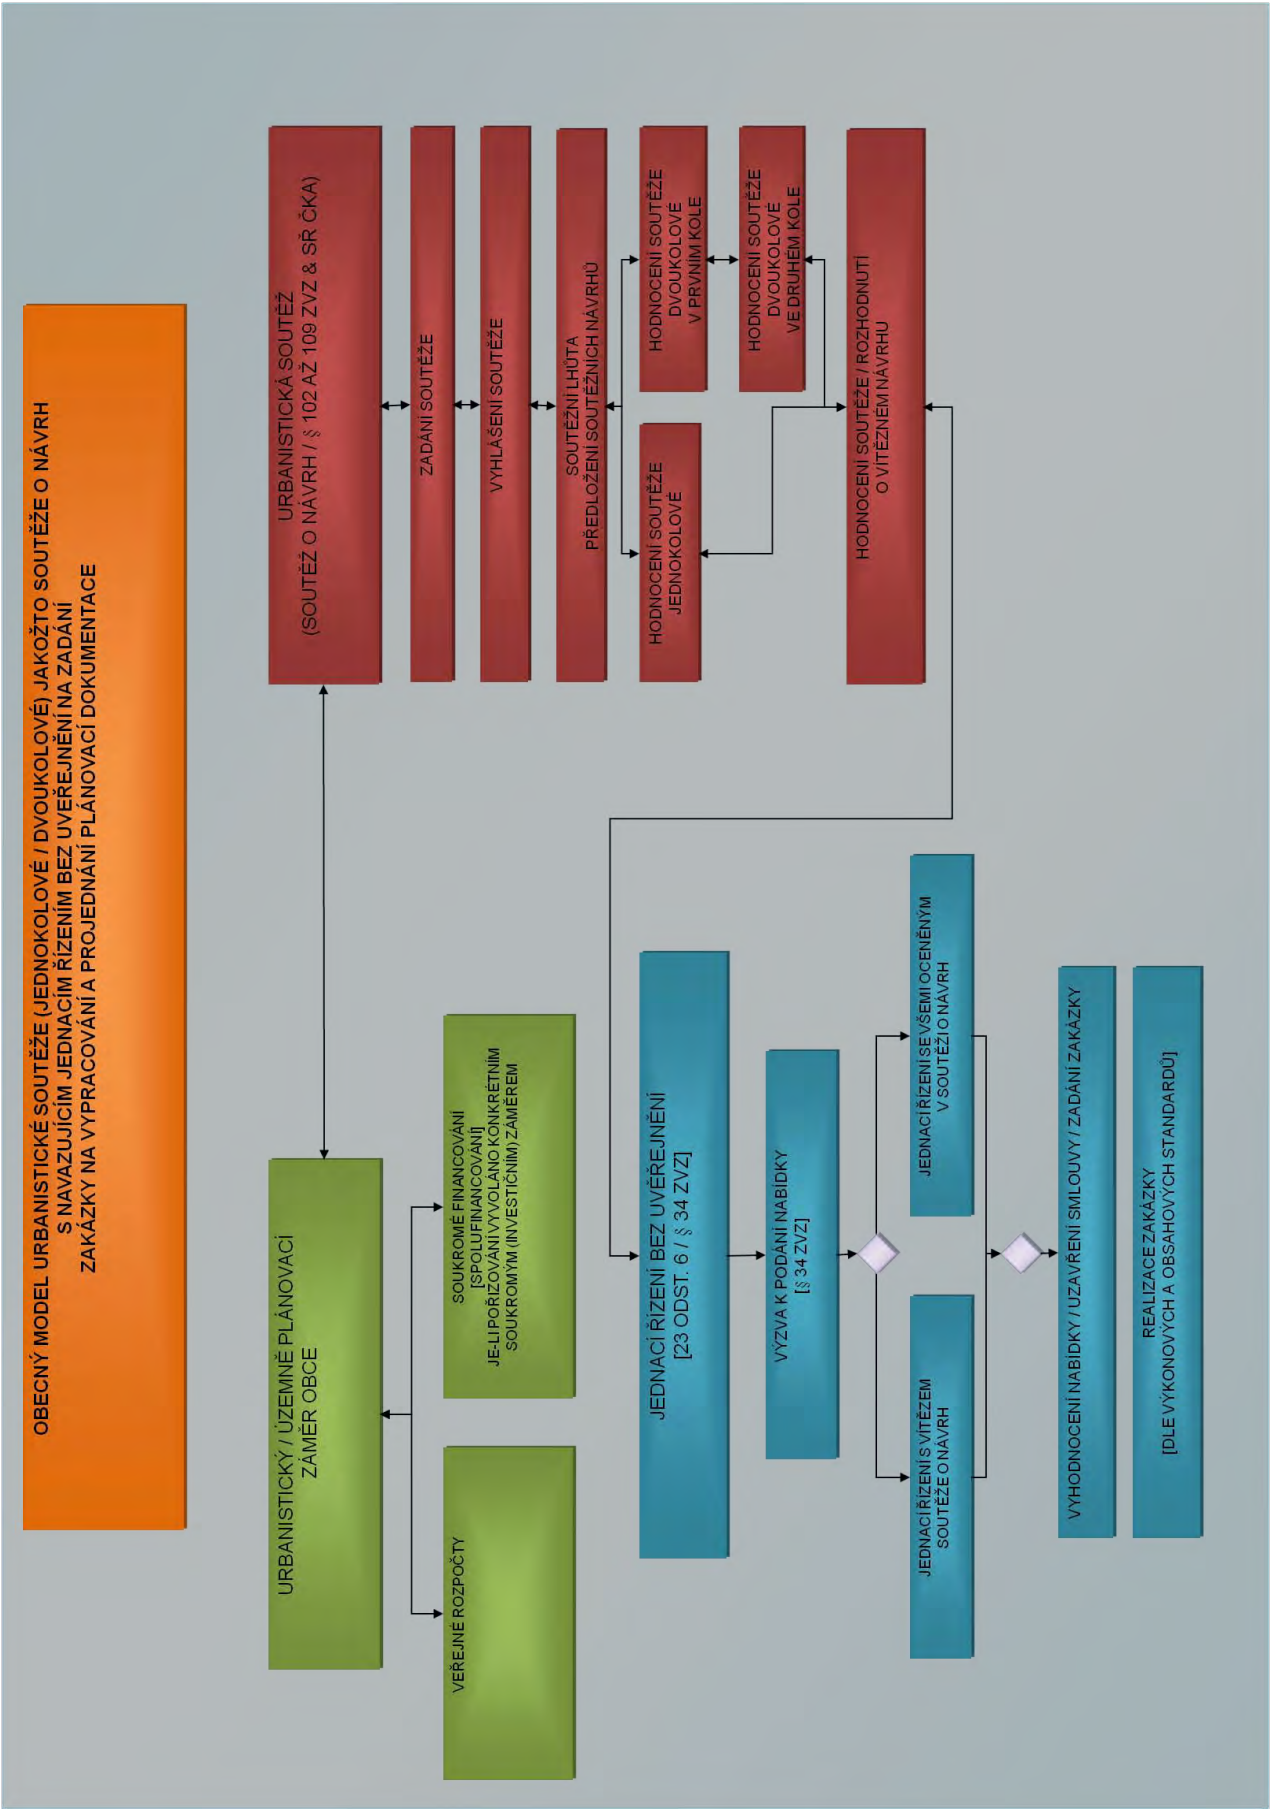 OBECNÝ MODEL URBANISTICKÉ SOUTĚŽE (JEDNOKOLOVÉ / DVOUKOLOVÉ) JAKOŽTO SOUTĚŽE O NÁVRH
S NAVAZUJÍCÍM JEDNACÍM ŘÍZENÍM BEZ UVEŘEJNĚNÍ NA ZADÁNÍ
ZAKÁZKY NA VYPRACOVÁNÍ A PROJEDNÁNÍ PLÁNOVACÍ DOKUMENTACE
URBANISTICKÝ / ÚZEMNĚ PLÁNOVACÍ
ZÁMĚR OBCE
VEŘEJNÉ ROZPOČTY
SOUKROMÉ FINANCOVÁNÍ
[SPOLUFINANCOVÁNÍ]
JE-LI POŘIZOVÁNÍ VYVOLÁNO KONKRÉTNÍM
SOUKROMÝM (INVESTIČNÍM) ZÁMĚREM
URBANISTICKÁ SOUTĚŽ
(SOUTĚŽ O NÁVRH / § 102 AŽ 109 ZVZ & SŘ ČKA)
ZADÁNÍ SOUTĚŽE
VYHLÁŠENÍ SOUTĚŽE
SOUTĚŽNÍ LHŮTA
PŘEDLOŽENÍ SOUTĚŽNÍCH NÁVRHŮ
HODNOCENÍ SOUTĚŽE
JEDNOKOLOVÉ
HODNOCENÍ SOUTĚŽE
DVOUKOLOVÉ
V PRVNÍM KOLE
HODNOCENÍ SOUTĚŽE
DVOUKOLOVÉ
VE DRUHÉM KOLE
HODNOCENÍ SOUTĚŽE / ROZHODNUTÍ
O VÍTĚZNÉM NÁVRHU
JEDNACÍ ŘÍZENÍ BEZ UVĚŘEJNĚNÍ
[23 ODST. 6 / § 34 ZVZ]
VÝZVA K PODÁNÍ NABÍDKY
[§ 34 ZVZ]
JEDNACÍ ŘÍZENÍ S VÍTĚZEM
SOUTĚŽE O NÁVRH
JEDNACÍ ŘÍZENÍ SE VŠEMI OCENĚNÝM
V SOUTĚŽI O NÁVRH
VYHODNOCENÍ NABÍDKY / UZAVŘENÍ SMLOUVY / ZADÁNÍ ZAKÁZKY
REALIZACE ZAKÁZKY
[DLE VÝKONOVÝCH A OBSAHOVÝCH STANDARDŮ]